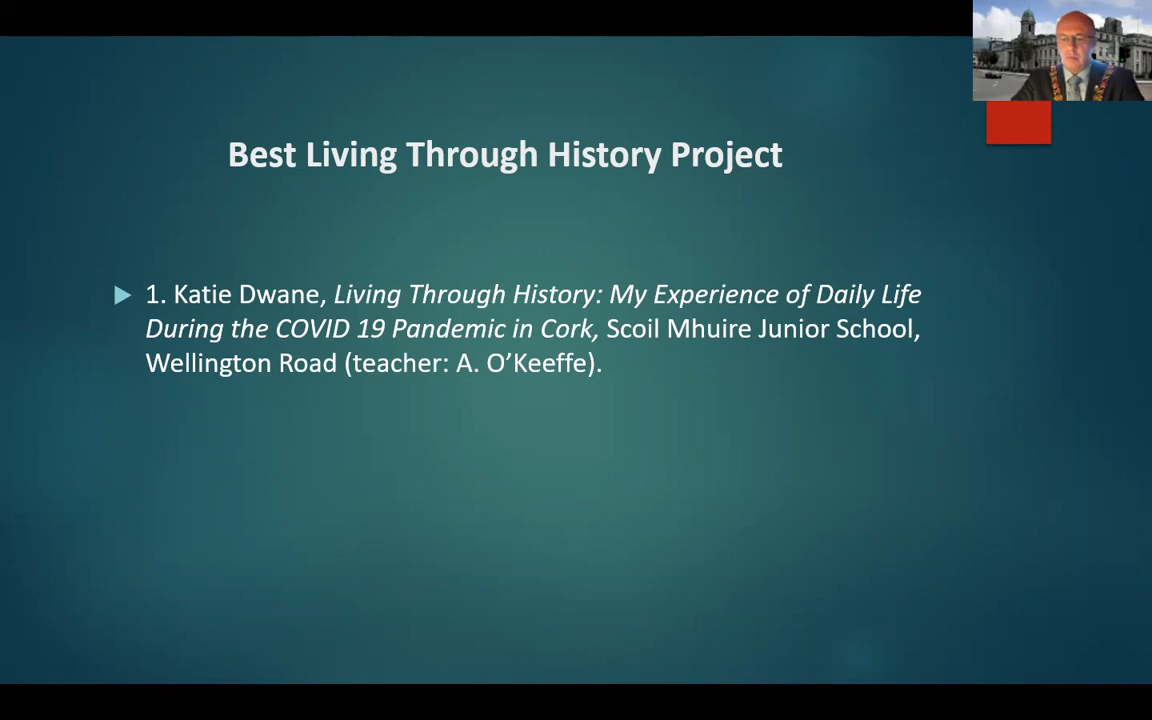 Best Living Through History Project
1. Katie Dwane, Living Through History: My Experience of Daily Life
During the COVID 19 Pandemic in Cork, Scoil Mhuire Junior School,
Wellington Road (teacher: A. O’Keeffe).